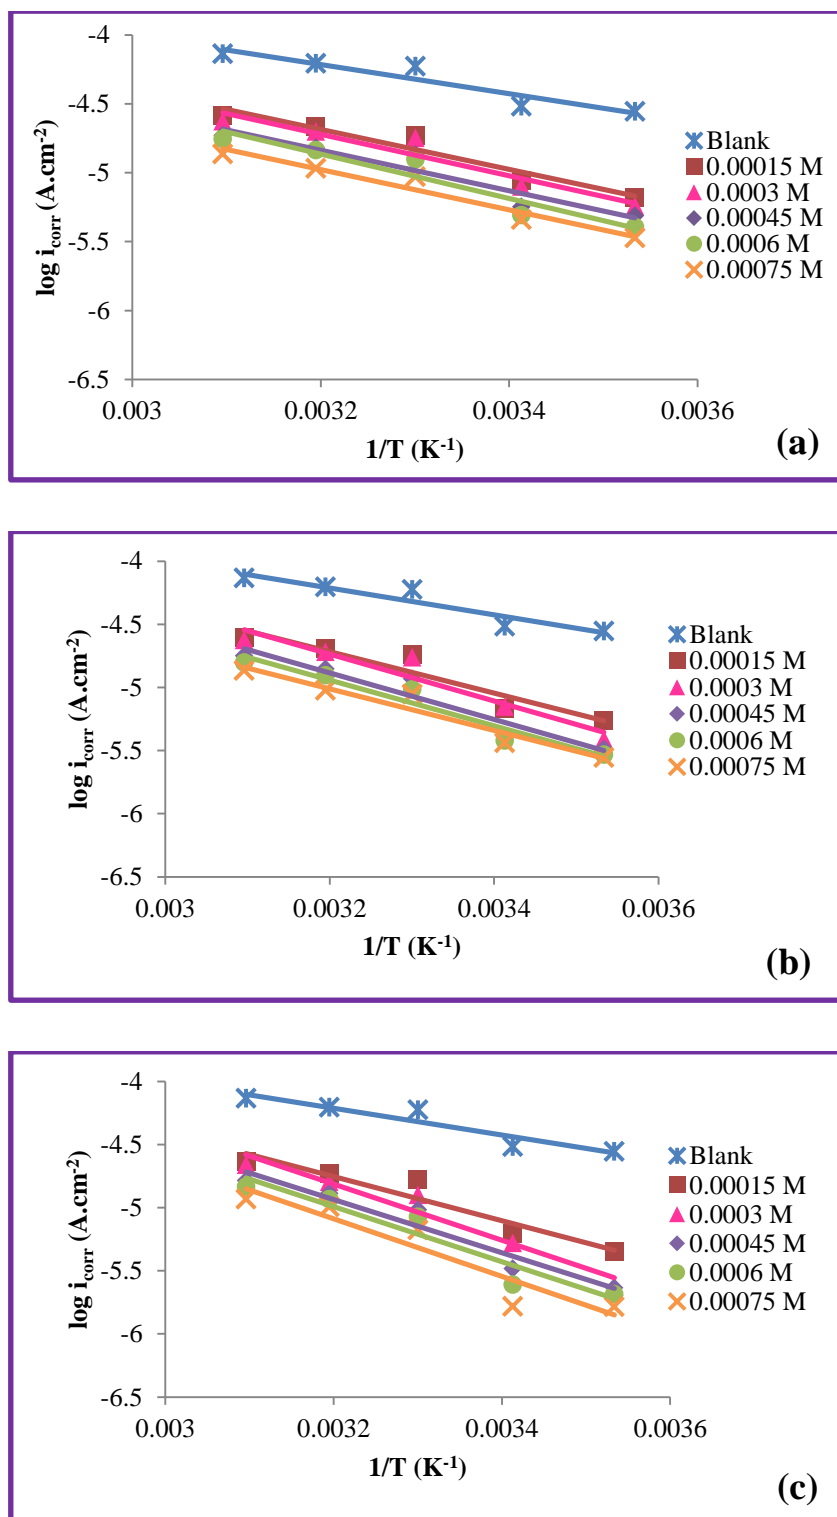 -4
-4.5
-5
-5.5
-6
-6.5
log i_corr (A.cm⁻²)
0.003
0.0032
0.0034
0.0036
1/T (K⁻¹)
Blank
0.00015 M
0.0003 M
0.00045 M
0.0006 M
0.00075 M
(a)
-4
-4.5
-5
-5.5
-6
-6.5
log i_corr (A.cm⁻²)
0.003
0.0032
0.0034
0.0036
1/T (K⁻¹)
Blank
0.00015 M
0.0003 M
0.00045 M
0.0006 M
0.00075 M
(b)
-4
-4.5
-5
-5.5
-6
-6.5
log i_corr (A.cm⁻²)
0.003
0.0032
0.0034
0.0036
1/T (K⁻¹)
Blank
0.00015 M
0.0003 M
0.00045 M
0.0006 M
0.00075 M
(c)